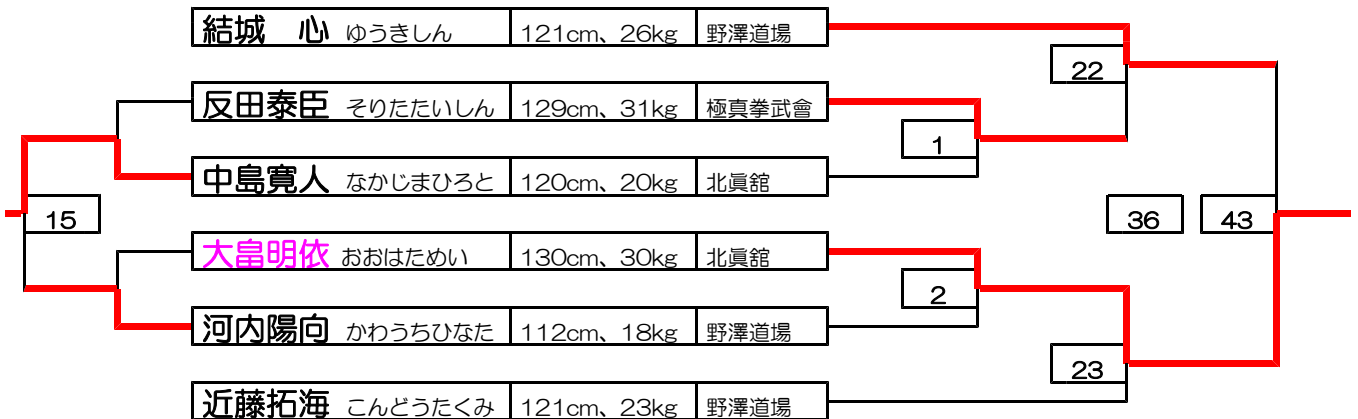 結城 心 ゆうきしん 121cm、26kg 野澤道場
22
反田泰臣 そりたたいしん 129cm、31kg 極真拳武會
1
中島寛人 なかじまひろと 120cm、20kg 北眞舘
15 36 43
大畠明依 おおはためい 130cm、30kg 北眞舘
2
河内陽向 かわうちひなた 112cm、18kg 野澤道場
23
近藤拓海 こんどうたくみ 121cm、23kg 野澤道場